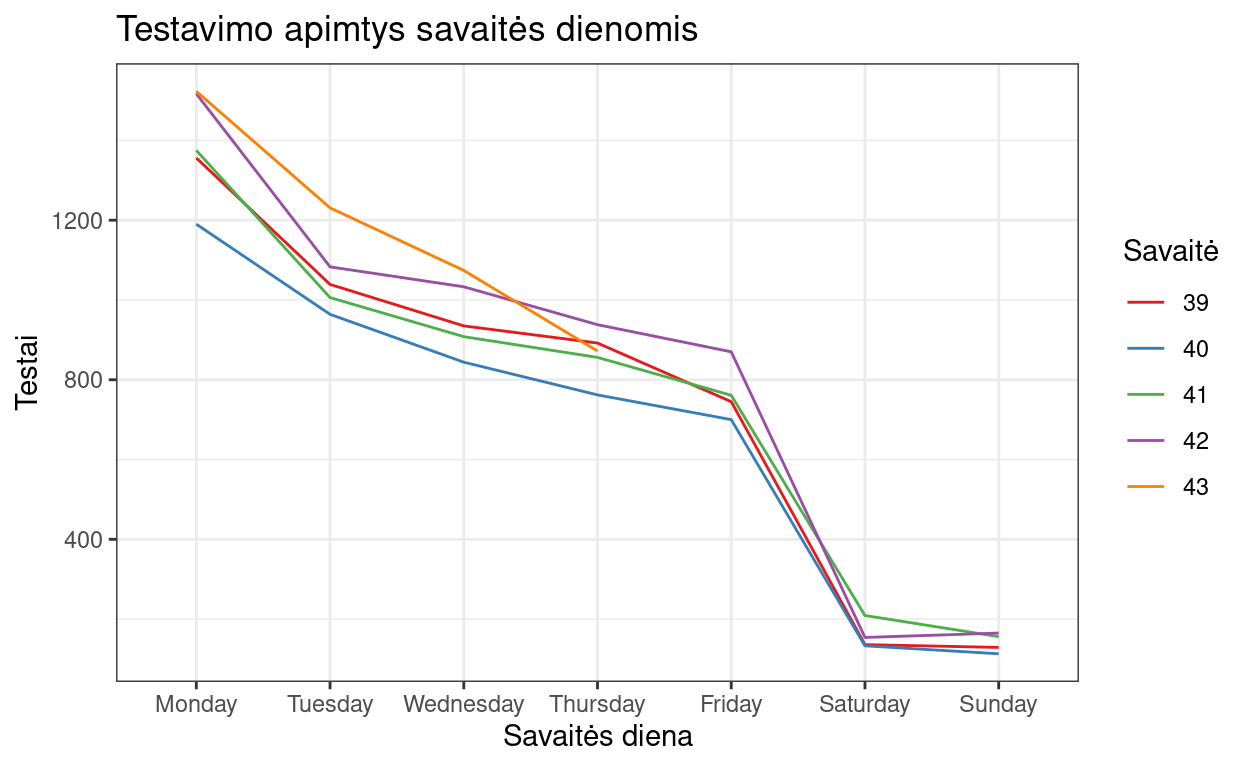 Testavimo apimtys savaitės dienomis
Testai
1200
800
400
Monday Tuesday Wednesday Thursday Friday Saturday Sunday
Savaitės diena
Savaitė
39
40
41
42
43